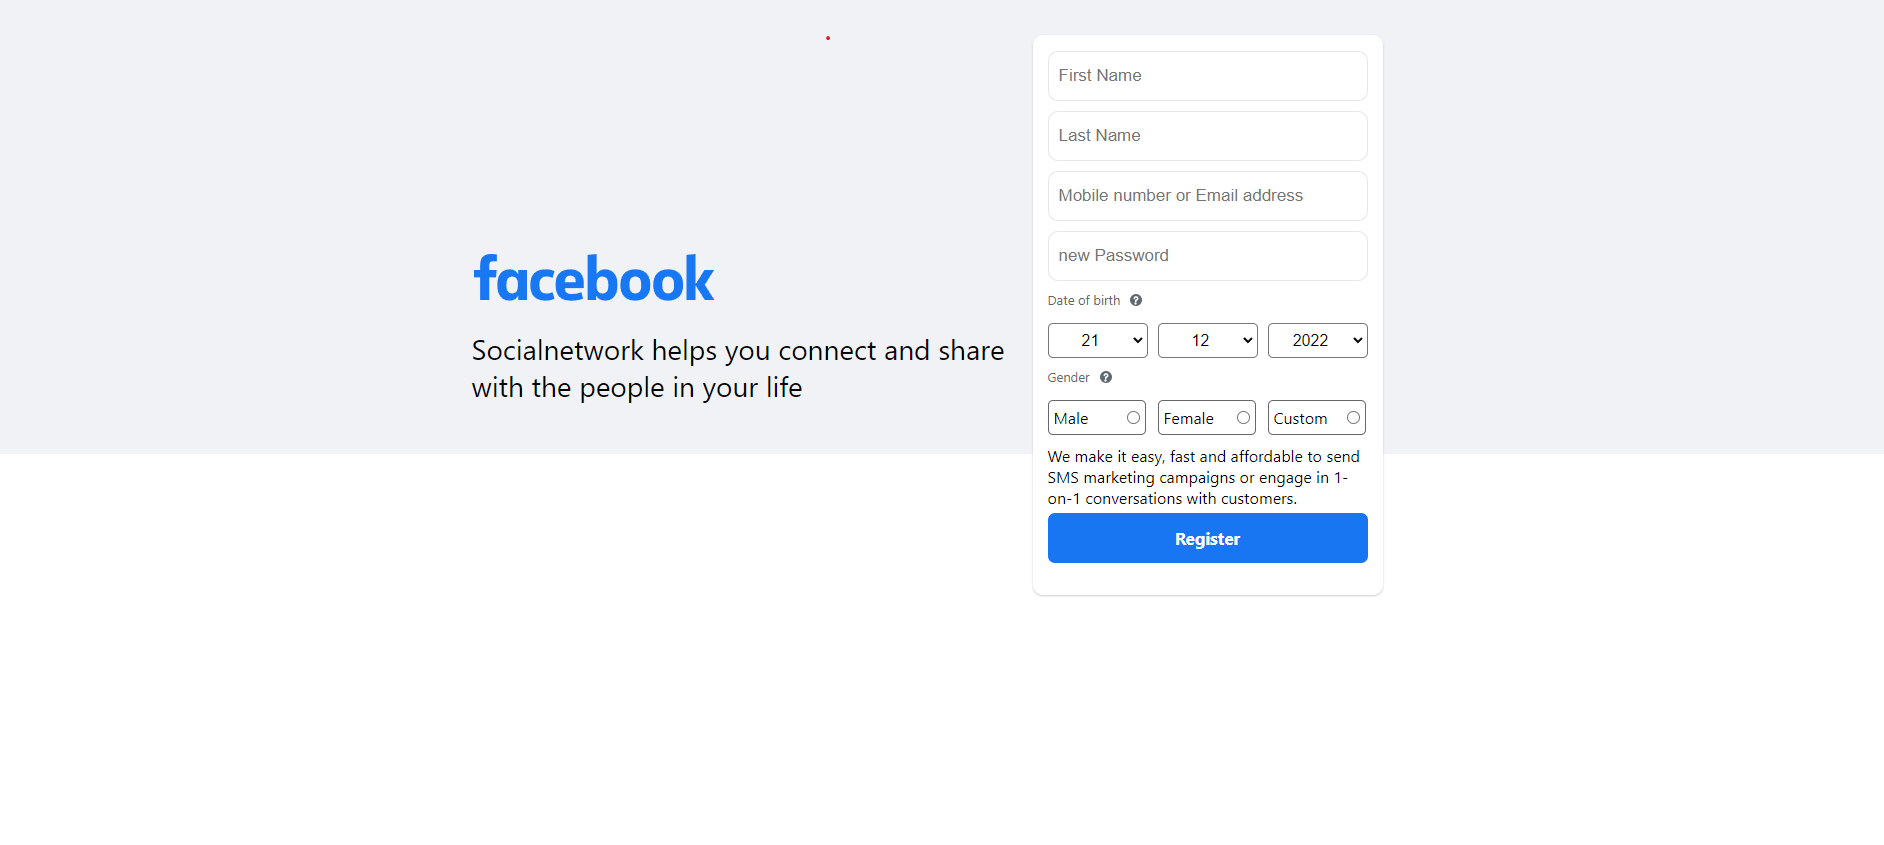 facebook
Socialnetwork helps you connect and share
with the people in your life
First Name
Last Name
Mobile number or Email address
new Password
Date of birth
21 12 2022
Gender
Male Female Custom
We make it easy, fast and affordable to send
SMS marketing campaigns or engage in 1-
on-1 conversations with customers.
Register